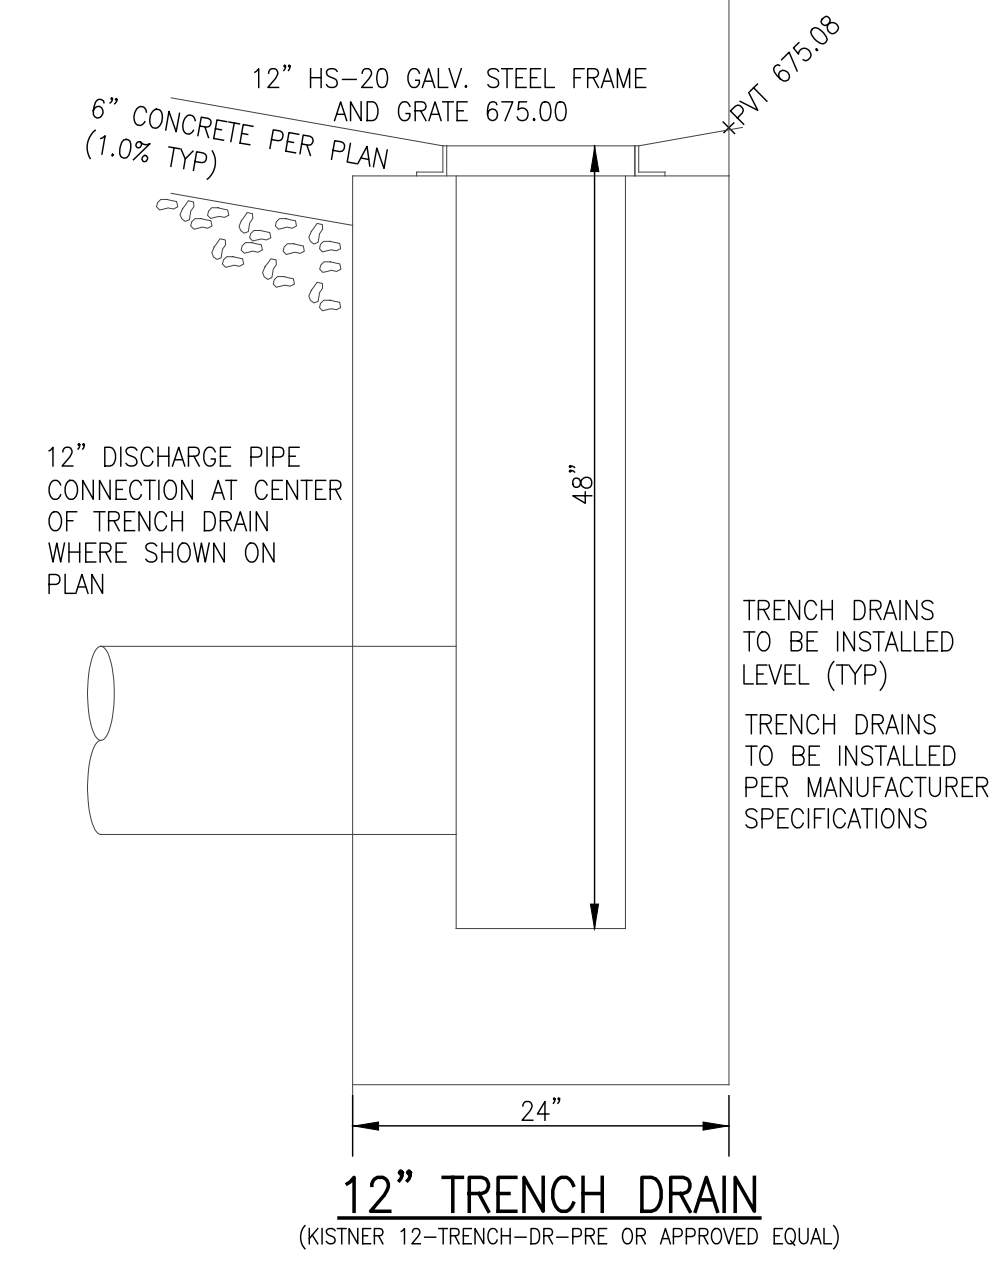 12” HS-20 GALV. STEEL FRAME
AND GRATE 675.00
PVT 675.08
6” CONCRETE PER PLAN
(1.0% TYP)
48”
12” DISCHARGE PIPE
CONNECTION AT CENTER
OF TRENCH DRAIN
WHERE SHOWN ON
PLAN
TRENCH DRAINS
TO BE INSTALLED
LEVEL (TYP)
TRENCH DRAINS
TO BE INSTALLED
PER MANUFACTURER
SPECIFICATIONS
24”
12” TRENCH DRAIN
(KISTNER 12-TRENCH-DR-PRE OR APPROVED EQUAL)